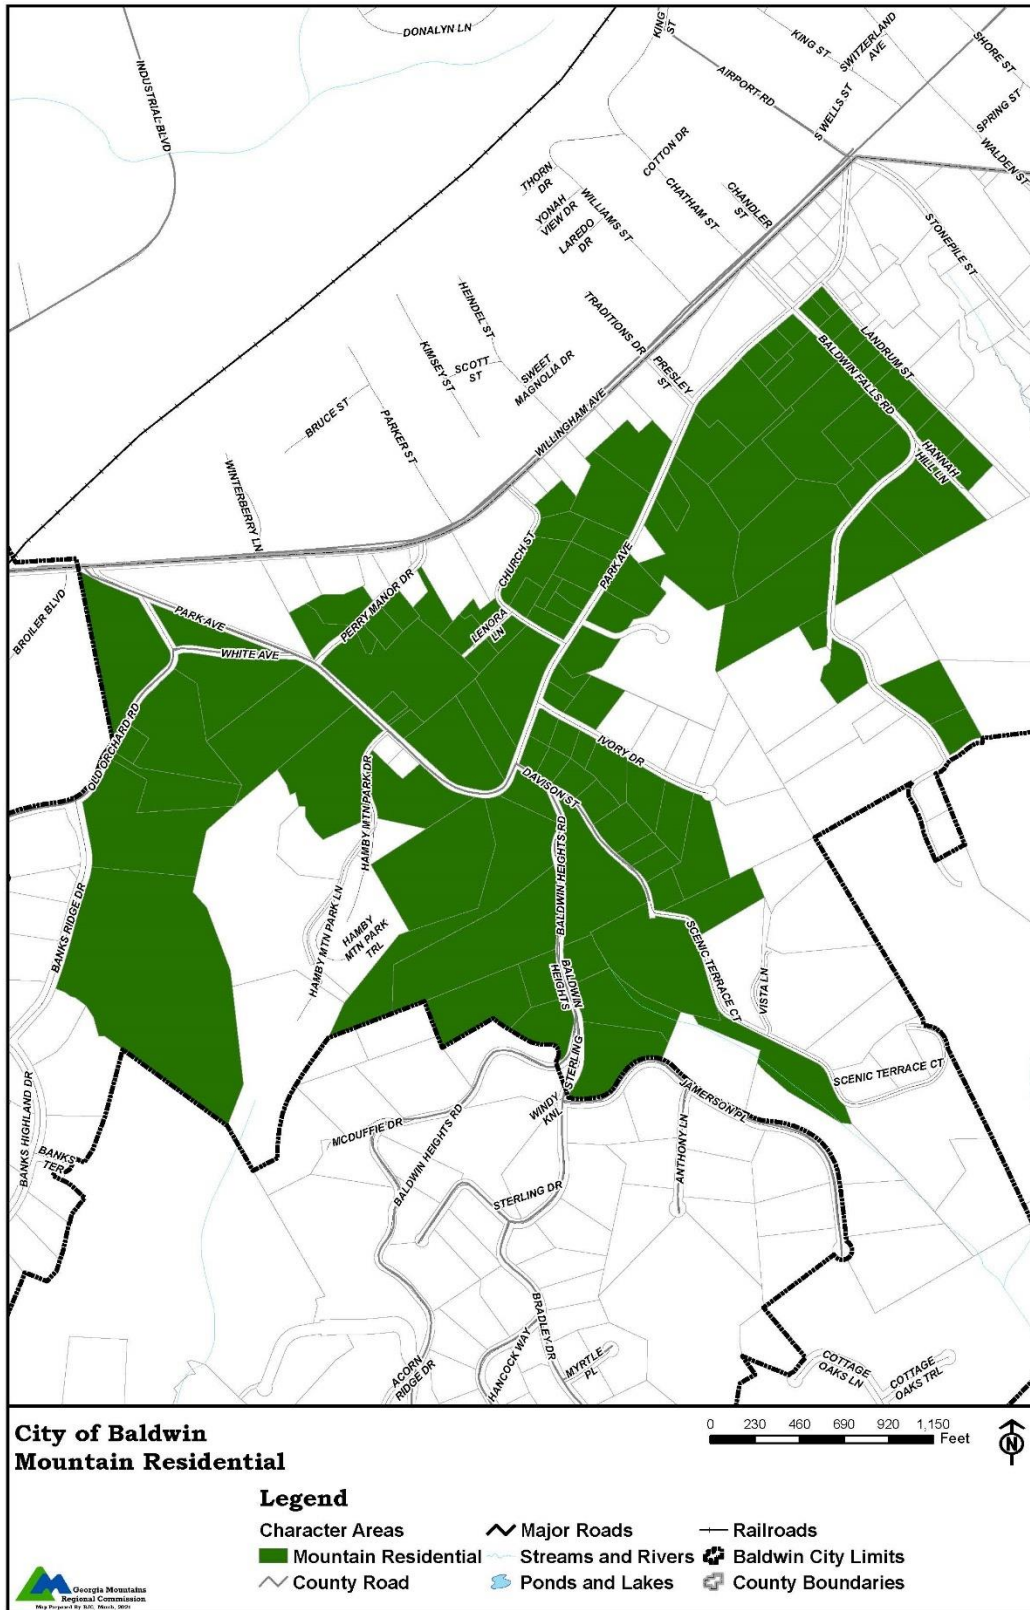 DONALYN LN
KING
ST
KING ST
SWITZERLAND
AVE
SHORE ST
INDUSTRIAL BLVD
AIRPORT RD
S WELLS ST
SPRING ST
WALDEN ST
COTTON DR
THORN
DR
CHATHAM ST
CHANDLER
ST
YONAH
VIEW DR
WILLIAMS ST
LAREDO
DR
STONEPILE ST
HEINDEL ST
TRADITIONS DR
LANDRUM ST
KIMSEY ST
SCOTT
ST
SWEET
MAGNOLIA DR
PRESLEY
ST
BALDWIN FALLS RD
BRUCE ST
PARKER ST
WILLINGHAM AVE
WINTERBERRY LN
HANNAH
HILL LN
CHURCH ST
PARK AVE
BROILER BLVD
PARK AVE
PERRY MANOR DR
LENORA
LN
WHITE AVE
OLD ORCHARD RD
IVORY DR
HAMBY MTN PARK DR
DAVISON ST
BALDWIN HEIGHTS RD
BANKS RIDGE DR
HAMBY MTN PARK LN
HAMBY
MTN PARK
TRL
SCENIC TERRACE CT
VISTA LN
BALDWIN
HEIGHTS
STERLING
SCENIC TERRACE CT
BANKS HIGHLAND DR
JAMERSON PL
WINDY
KNL
MCDUFFIE DR
BALDWIN HEIGHTS RD
ANTHONY LN
BANKS
TER
STERLING DR
BRADLEY DR
HANCOCK WAY
MYRTLE
PL
ACORN
RIDGE DR
COTTAGE
OAKS LN
COTTAGE
OAKS TRL
City of Baldwin
Mountain Residential
0 230 460 690 920 1,150
Feet
N
Legend
Character Areas
Major Roads
Railroads
Mountain Residential
Streams and Rivers
Baldwin City Limits
County Road
Ponds and Lakes
County Boundaries
Georgia Mountains
Regional Commission